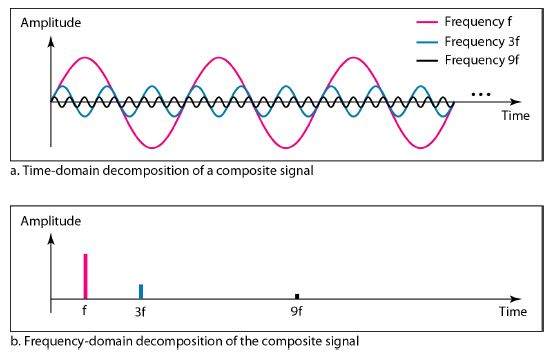 Amplitude
Frequency f
Frequency 3f
Frequency 9f
Time
a. Time-domain decomposition of a composite signal
Amplitude
f 3f 9f Time
b. Frequency-domain decomposition of the composite signal